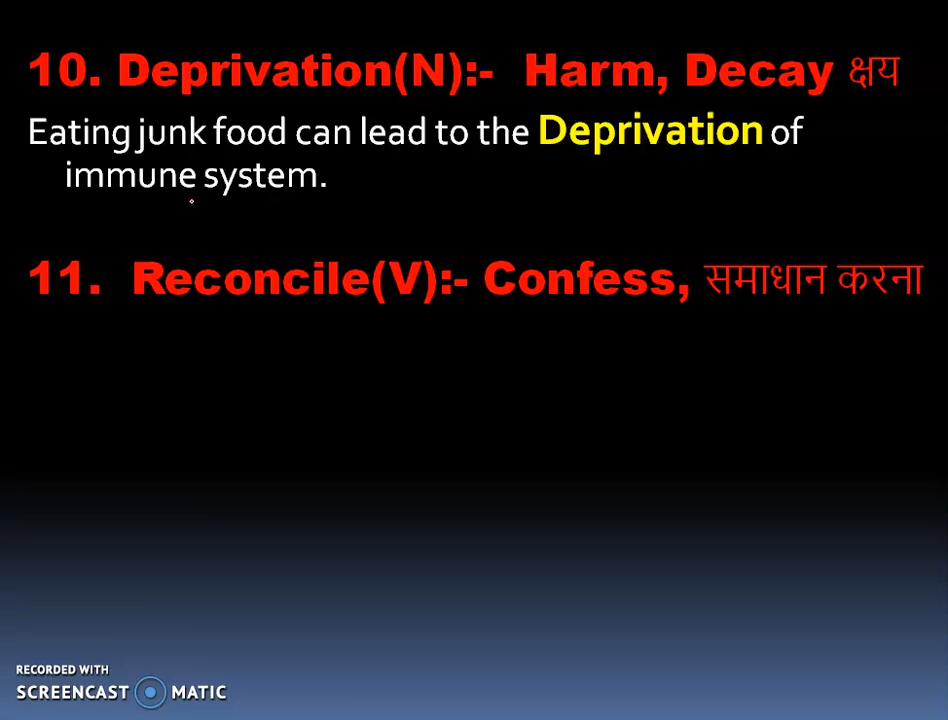 10. Deprivation(N):- Harm, Decay क्षय
Eating junk food can lead to the Deprivation of
immune system.
11. Reconcile(V):- Confess, समाधान करना
RECORDED WITH
SCREENCAST MATIC